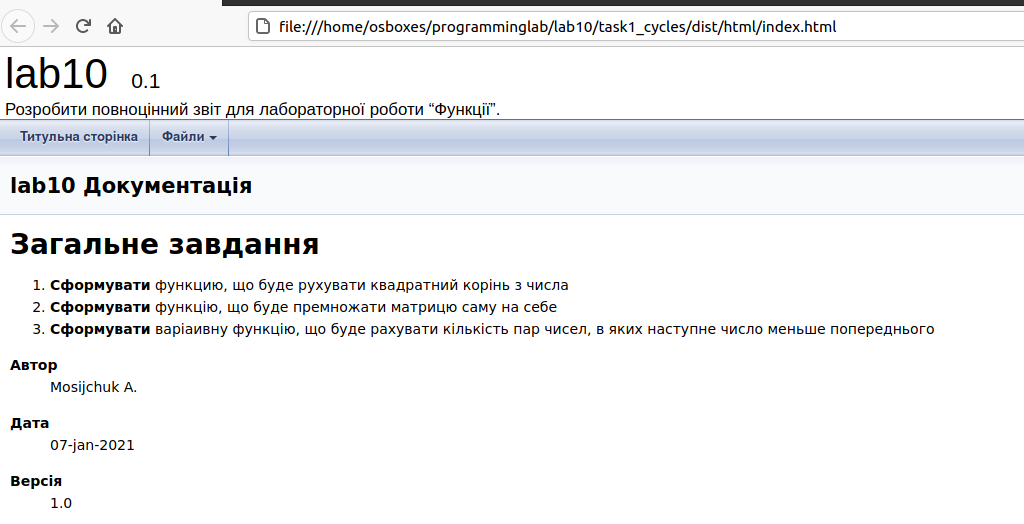 file:///home/osboxes/programminglab/lab10/task1_cycles/dist/html/index.html
lab10 0.1
Розробити повноцінний звіт для лабораторної роботи “Функції”.
Титульна сторінка Файли
lab10 Документація
Загальне завдання
1. Сформувати функцию, що буде рухувати квадратний корінь з числа
2. Сформувати функцію, що буде премножати матрицю саму на себе
3. Сформувати варіаивну функцію, що буде рахувати кількість пар чисел, в яких наступне число меньше попереднього
Автор
Mosijchuk A.
Дата
07-jan-2021
Версія
1.0